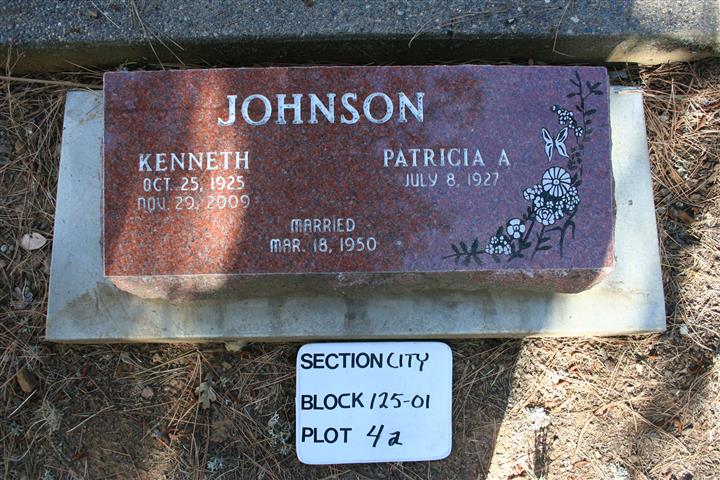 JOHNSON
KENNETH
OCT. 25, 1925
NOV. 29, 2009
PATRICIA A
JULY 8, 1927
MARRIED
MAR. 18, 1950
SECTION CITY
BLOCK 125-01
PLOT 42